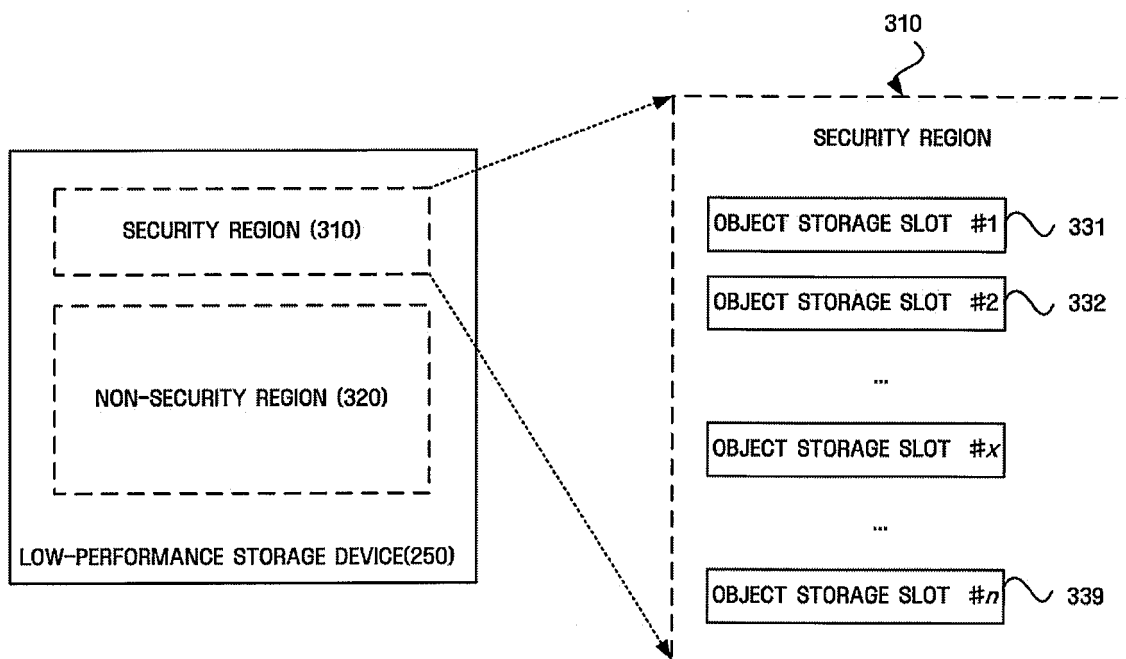 310
SECURITY REGION
SECURITY REGION (310)
OBJECT STORAGE SLOT #1 331
OBJECT STORAGE SLOT #2 332
NON-SECURITY REGION (320)
...
OBJECT STORAGE SLOT #x
...
LOW-PERFORMANCE STORAGE DEVICE(250)
OBJECT STORAGE SLOT #n 339